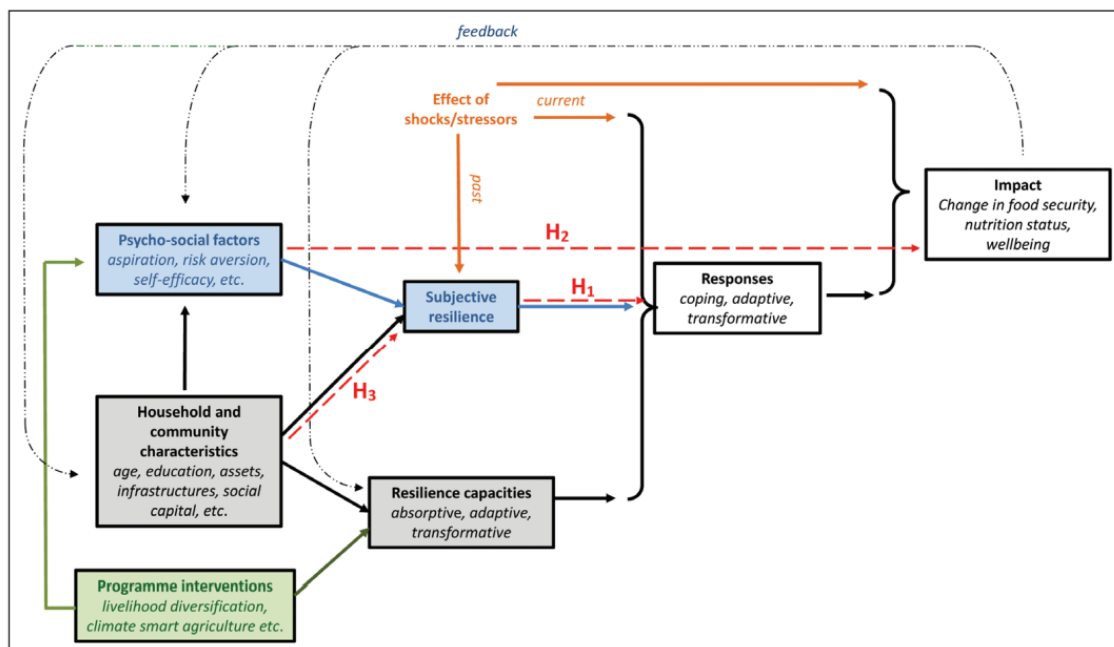 feedback
Effect of
shocks/stressors
current
past
Impact
Change in food security,
nutrition status,
wellbeing
Psycho-social factors
aspiration, risk aversion,
self-efficacy, etc.
H2
Subjective
resilience
H1
Responses
coping, adaptive,
transformative
H3
Household and
community
characteristics
age, education, assets,
infrastructures, social
capital, etc.
Resilience capacities
absorptive, adaptive,
transformative
Programme interventions
livelihood diversification,
climate smart agriculture etc.